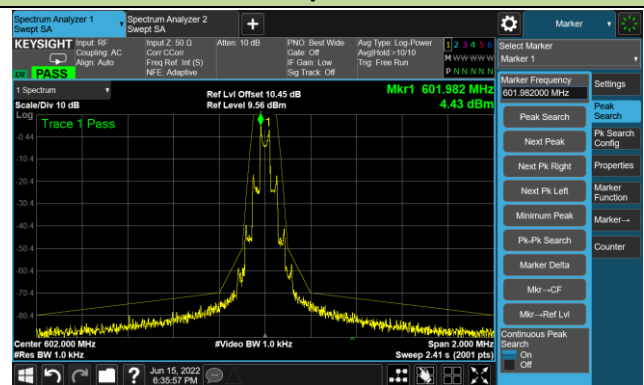 Spectrum Analyzer 1
Swept SA
Spectrum Analyzer 2
Swept SA
+
Marker
KEYSIGHT
Input: RF
Coupling: AC
Align: Auto
Input Z: 50 Ω
Corr CCorr
Freq Ref: Int (S)
NFE: Adaptive
Atten: 10 dB
PNO: Best Wide
Gate: Off
IF Gain: Low
Sig Track: Off
Avg Type: Log-Power
Avg|Hold:>10/10
Trig: Free Run
1 2 3 4 5 6
M W W W W W
P N N N N N
LXI PASS
Select Marker
Marker 1
1 Spectrum
Scale/Div 10 dB
Ref Lvl Offset 10.45 dB
Ref Level 9.56 dBm
Mkr1 601.982 MHz
4.43 dBm
Log
Trace 1 Pass
1
-0.44
-10.4
-20.4
-30.4
-40.4
-50.4
-60.4
-70.4
-80.4
Center 602.000 MHz
#Res BW 1.0 kHz
#Video BW 1.0 kHz
Span 2.000 MHz
Sweep 2.41 s (2001 pts)
Marker Frequency
601.982000 MHz
Peak Search
Next Peak
Next Pk Right
Next Pk Left
Minimum Peak
Pk-Pk Search
Marker Delta
Mkr→CF
Mkr→Ref Lvl
Continuous Peak
Search
On
Off
Settings
Peak
Search
Pk Search
Config
Properties
Marker
Function
Marker→
Counter
?
Jun 15, 2022
6:35:57 PM